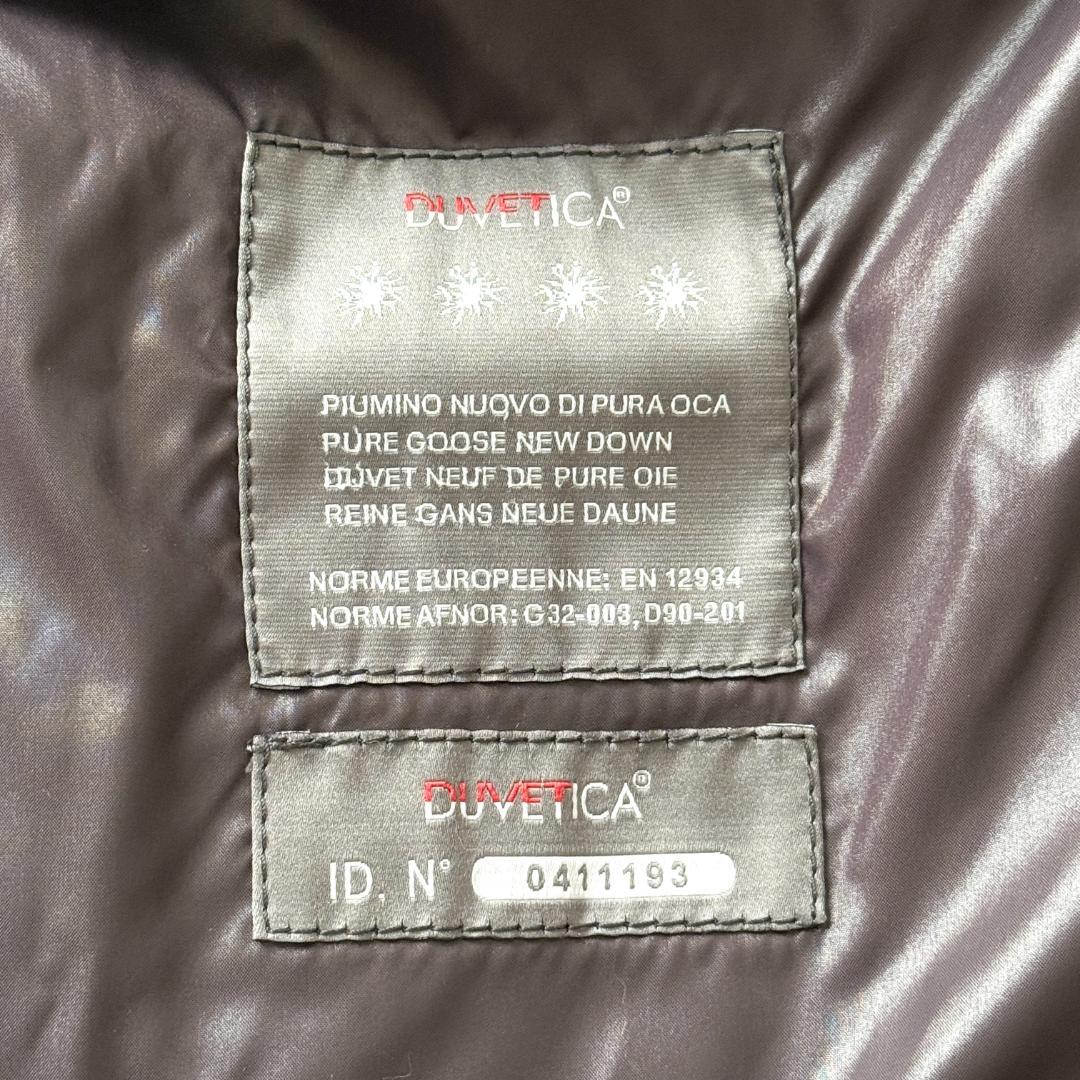 DUVETICA®
PIUMINO NUOVO DI PURA OCA
PURE GOOSE NEW DOWN
DUVET NEUF DE PURE OIE
REINE GANS NEUE DAUNE
NORME EUROPEENNE: EN 12934
NORME AFNOR: G32-003, D90-201
DUVETICA®
ID. N° 0411193